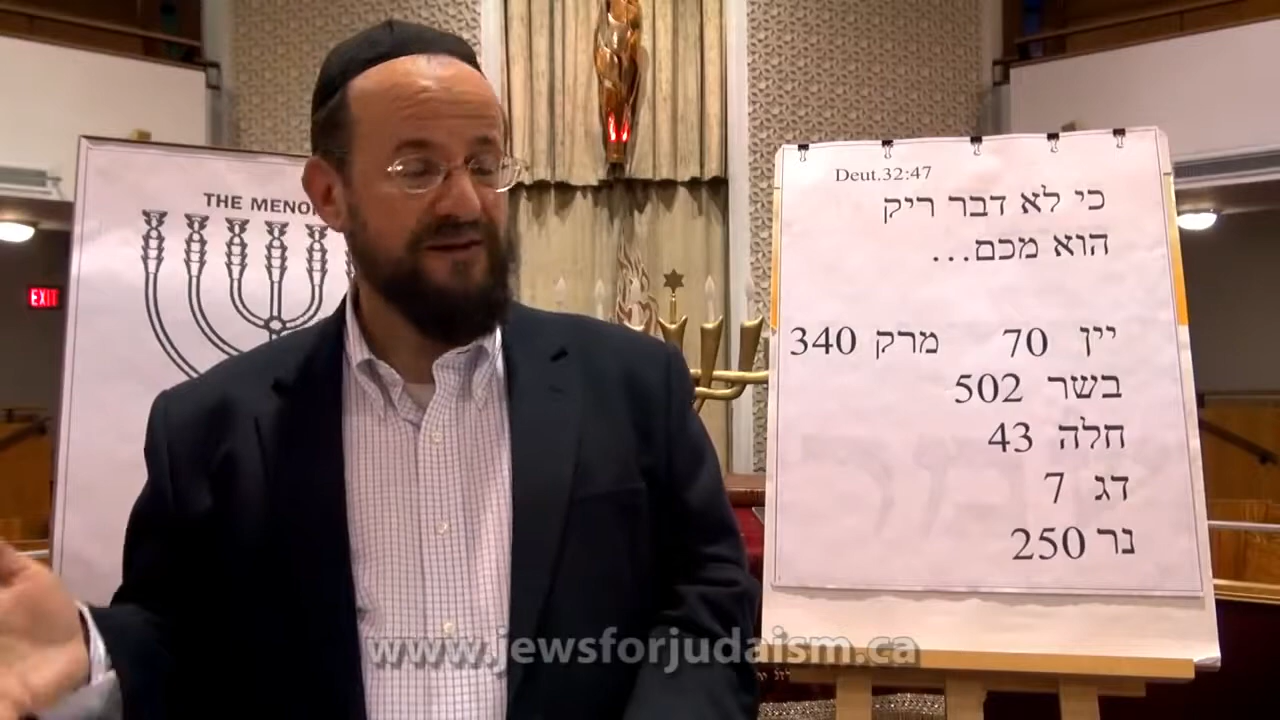 THE MENO
EXIT
Deut.32:47
כי לא דבר ריק
הוא מכם...
יין 70 מרק 340
בשר 502
חלה 43
דג 7
נר 250
www.jewsforjudaism.ca